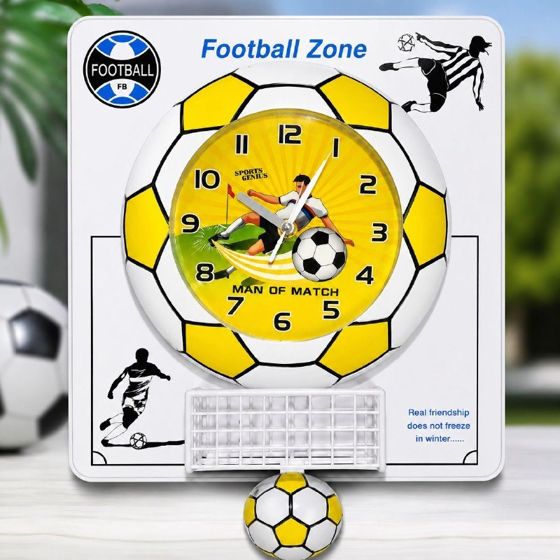 Football Zone
FOOTBALL
FB
SPORTS
GENIUS
12
1
2
3
4
5
6
7
8
9
10
11
MAN OF MATCH
Real friendship
does not freeze
in winter......